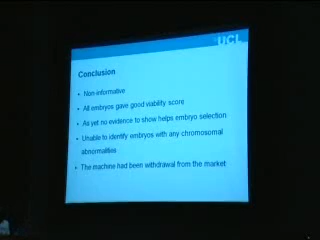 UCL
Conclusion
• Non-informative
• All embryos gave good viability score
• As yet no evidence to show helps embryo selection
• Unable to identify embryos with any chromosomal
abnormalities
• The machine had been withdrawal from the market